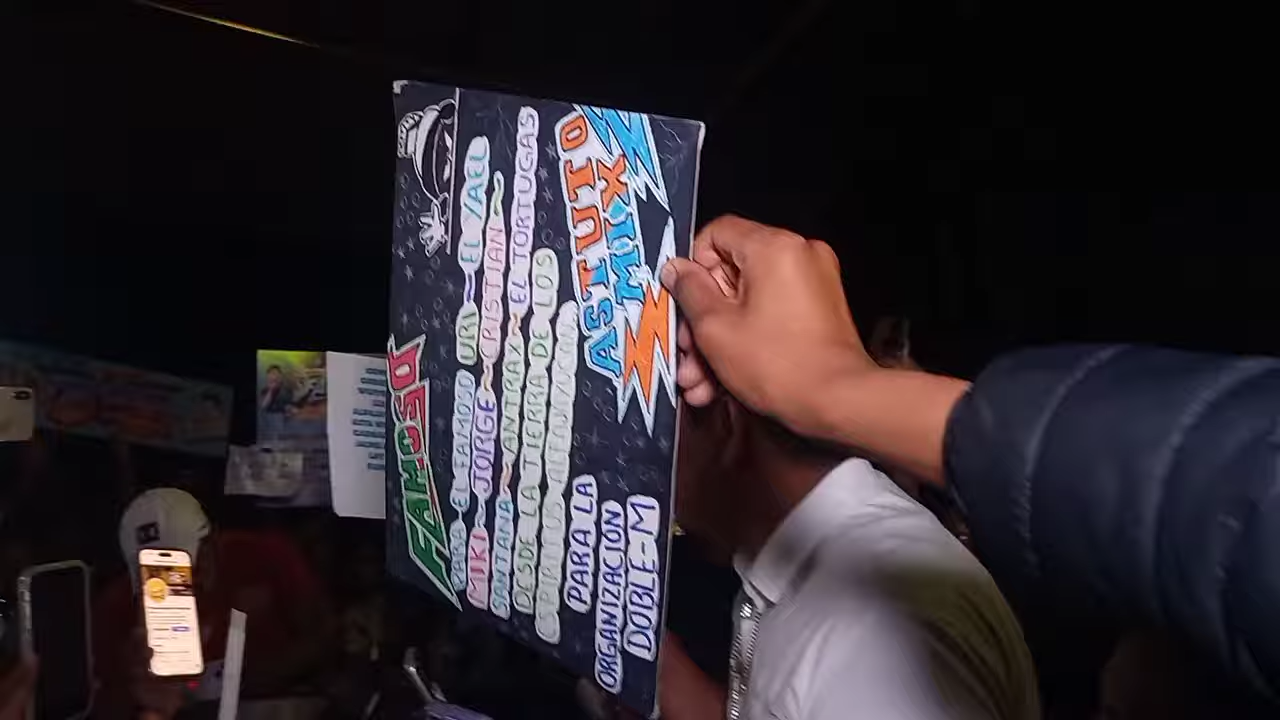 FAMOSO
PARA EL FAMOSO URI ~ EL YAEL
MIKI ~ JORGE ~ CRISTIAN ~
SANTANA ~ ANTRAX ~ EL TORTUGAS
DESDE LA TIERRA DE LOS
ASTUTO
MIX
PARA LA
ORGANIZACIÓN
DOBLE-M